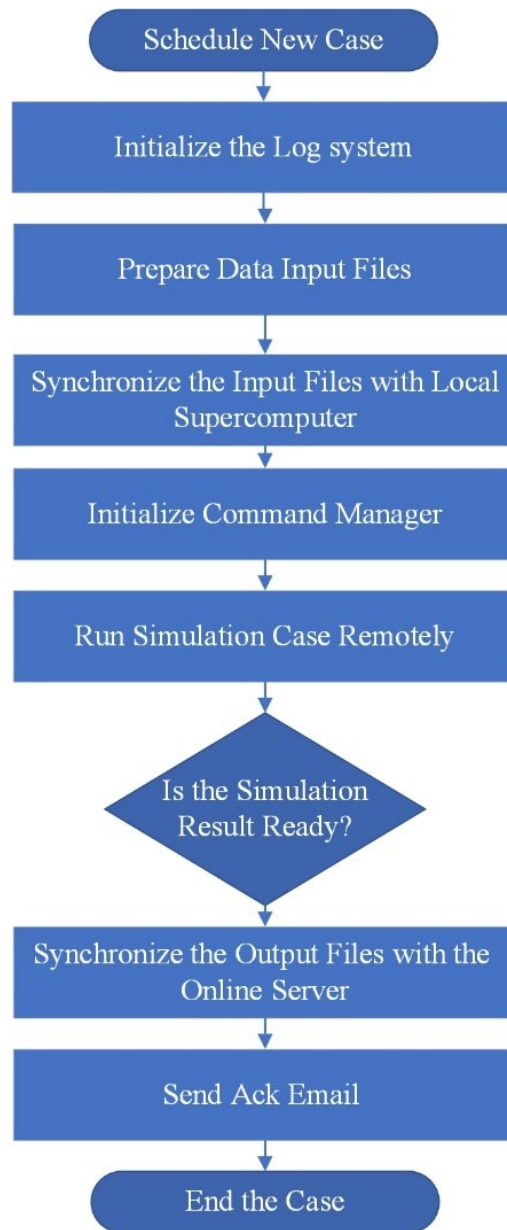 Schedule New Case
Initialize the Log system
Prepare Data Input Files
Synchronize the Input Files with Local
Supercomputer
Initialize Command Manager
Run Simulation Case Remotely
Is the Simulation
Result Ready?
Synchronize the Output Files with the
Online Server
Send Ack Email
End the Case